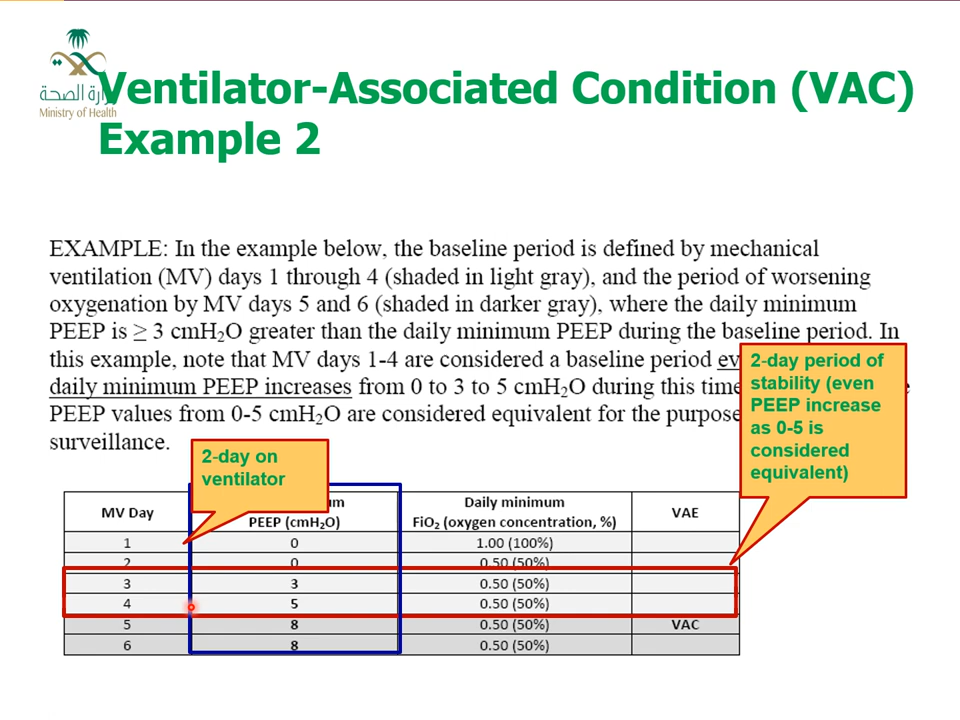 وزارة الصحة
Ministry of Health
Ventilator-Associated Condition (VAC)
Example 2
EXAMPLE: In the example below, the baseline period is defined by mechanical
ventilation (MV) days 1 through 4 (shaded in light gray), and the period of worsening
oxygenation by MV days 5 and 6 (shaded in darker gray), where the daily minimum
PEEP is ≥ 3 cmH₂O greater than the daily minimum PEEP during the baseline period. In
this example, note that MV days 1-4 are considered a baseline period
daily minimum PEEP increases from 0 to 3 to 5 cmH₂O during this time
PEEP values from 0-5 cmH₂O are considered equivalent for the
surveillance.
2-day period of
stability (even
PEEP increase
as 0-5 is
considered
equivalent)
2-day on
ventilator
MV Day PEEP (cmH₂O) Daily minimum FiO₂ (oxygen concentration, %) VAE
1 0 1.00 (100%)
2 0 0.50 (50%)
3 3 0.50 (50%)
4 5 0.50 (50%)
5 8 0.50 (50%) VAC
6 8 0.50 (50%)